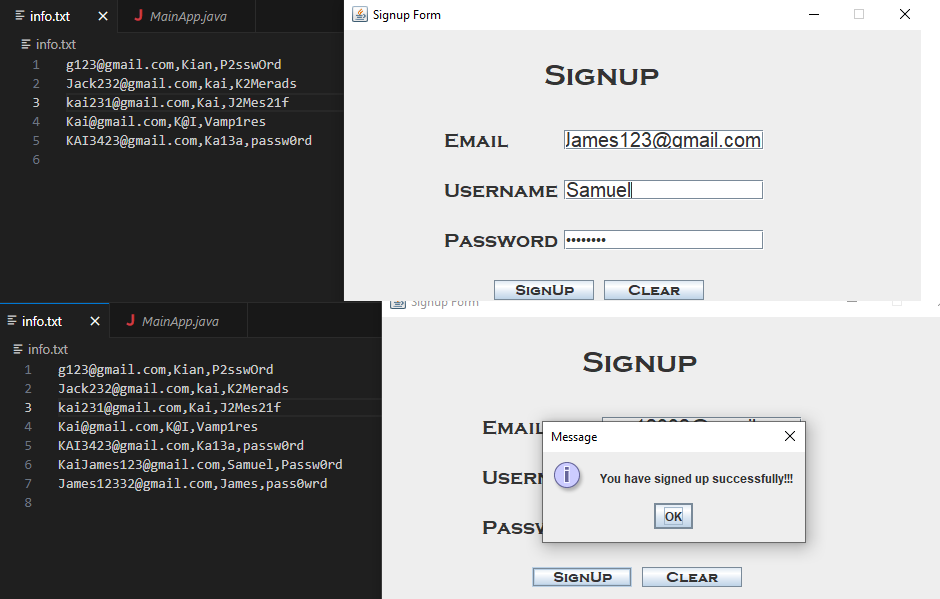 info.txt
MainApp.java
info.txt
1 g123@gmail.com,Kian,P2sswOrd
2 Jack232@gmail.com,kai,K2Merads
3 kai231@gmail.com,Kai,J2Mes21f
4 Kai@gmail.com,K@I,Vamp1res
5 KAI3423@gmail.com,Ka13a,passw0rd
6
Signup Form
Signup
Email James123@gmail.com
Username Samuel
Password ••••••••
SignUp Clear
info.txt
MainApp.java
info.txt
1 g123@gmail.com,Kian,P2sswOrd
2 Jack232@gmail.com,kai,K2Merads
3 kai231@gmail.com,Kai,J2Mes21f
4 Kai@gmail.com,K@I,Vamp1res
5 KAI3423@gmail.com,Ka13a,passw0rd
6 KaiJames123@gmail.com,Samuel,Passw0rd
7 James12332@gmail.com,James,pass0wrd
8
Signup Form
Signup
Email
Message
You have signed up successfully!!!
OK
SignUp Clear